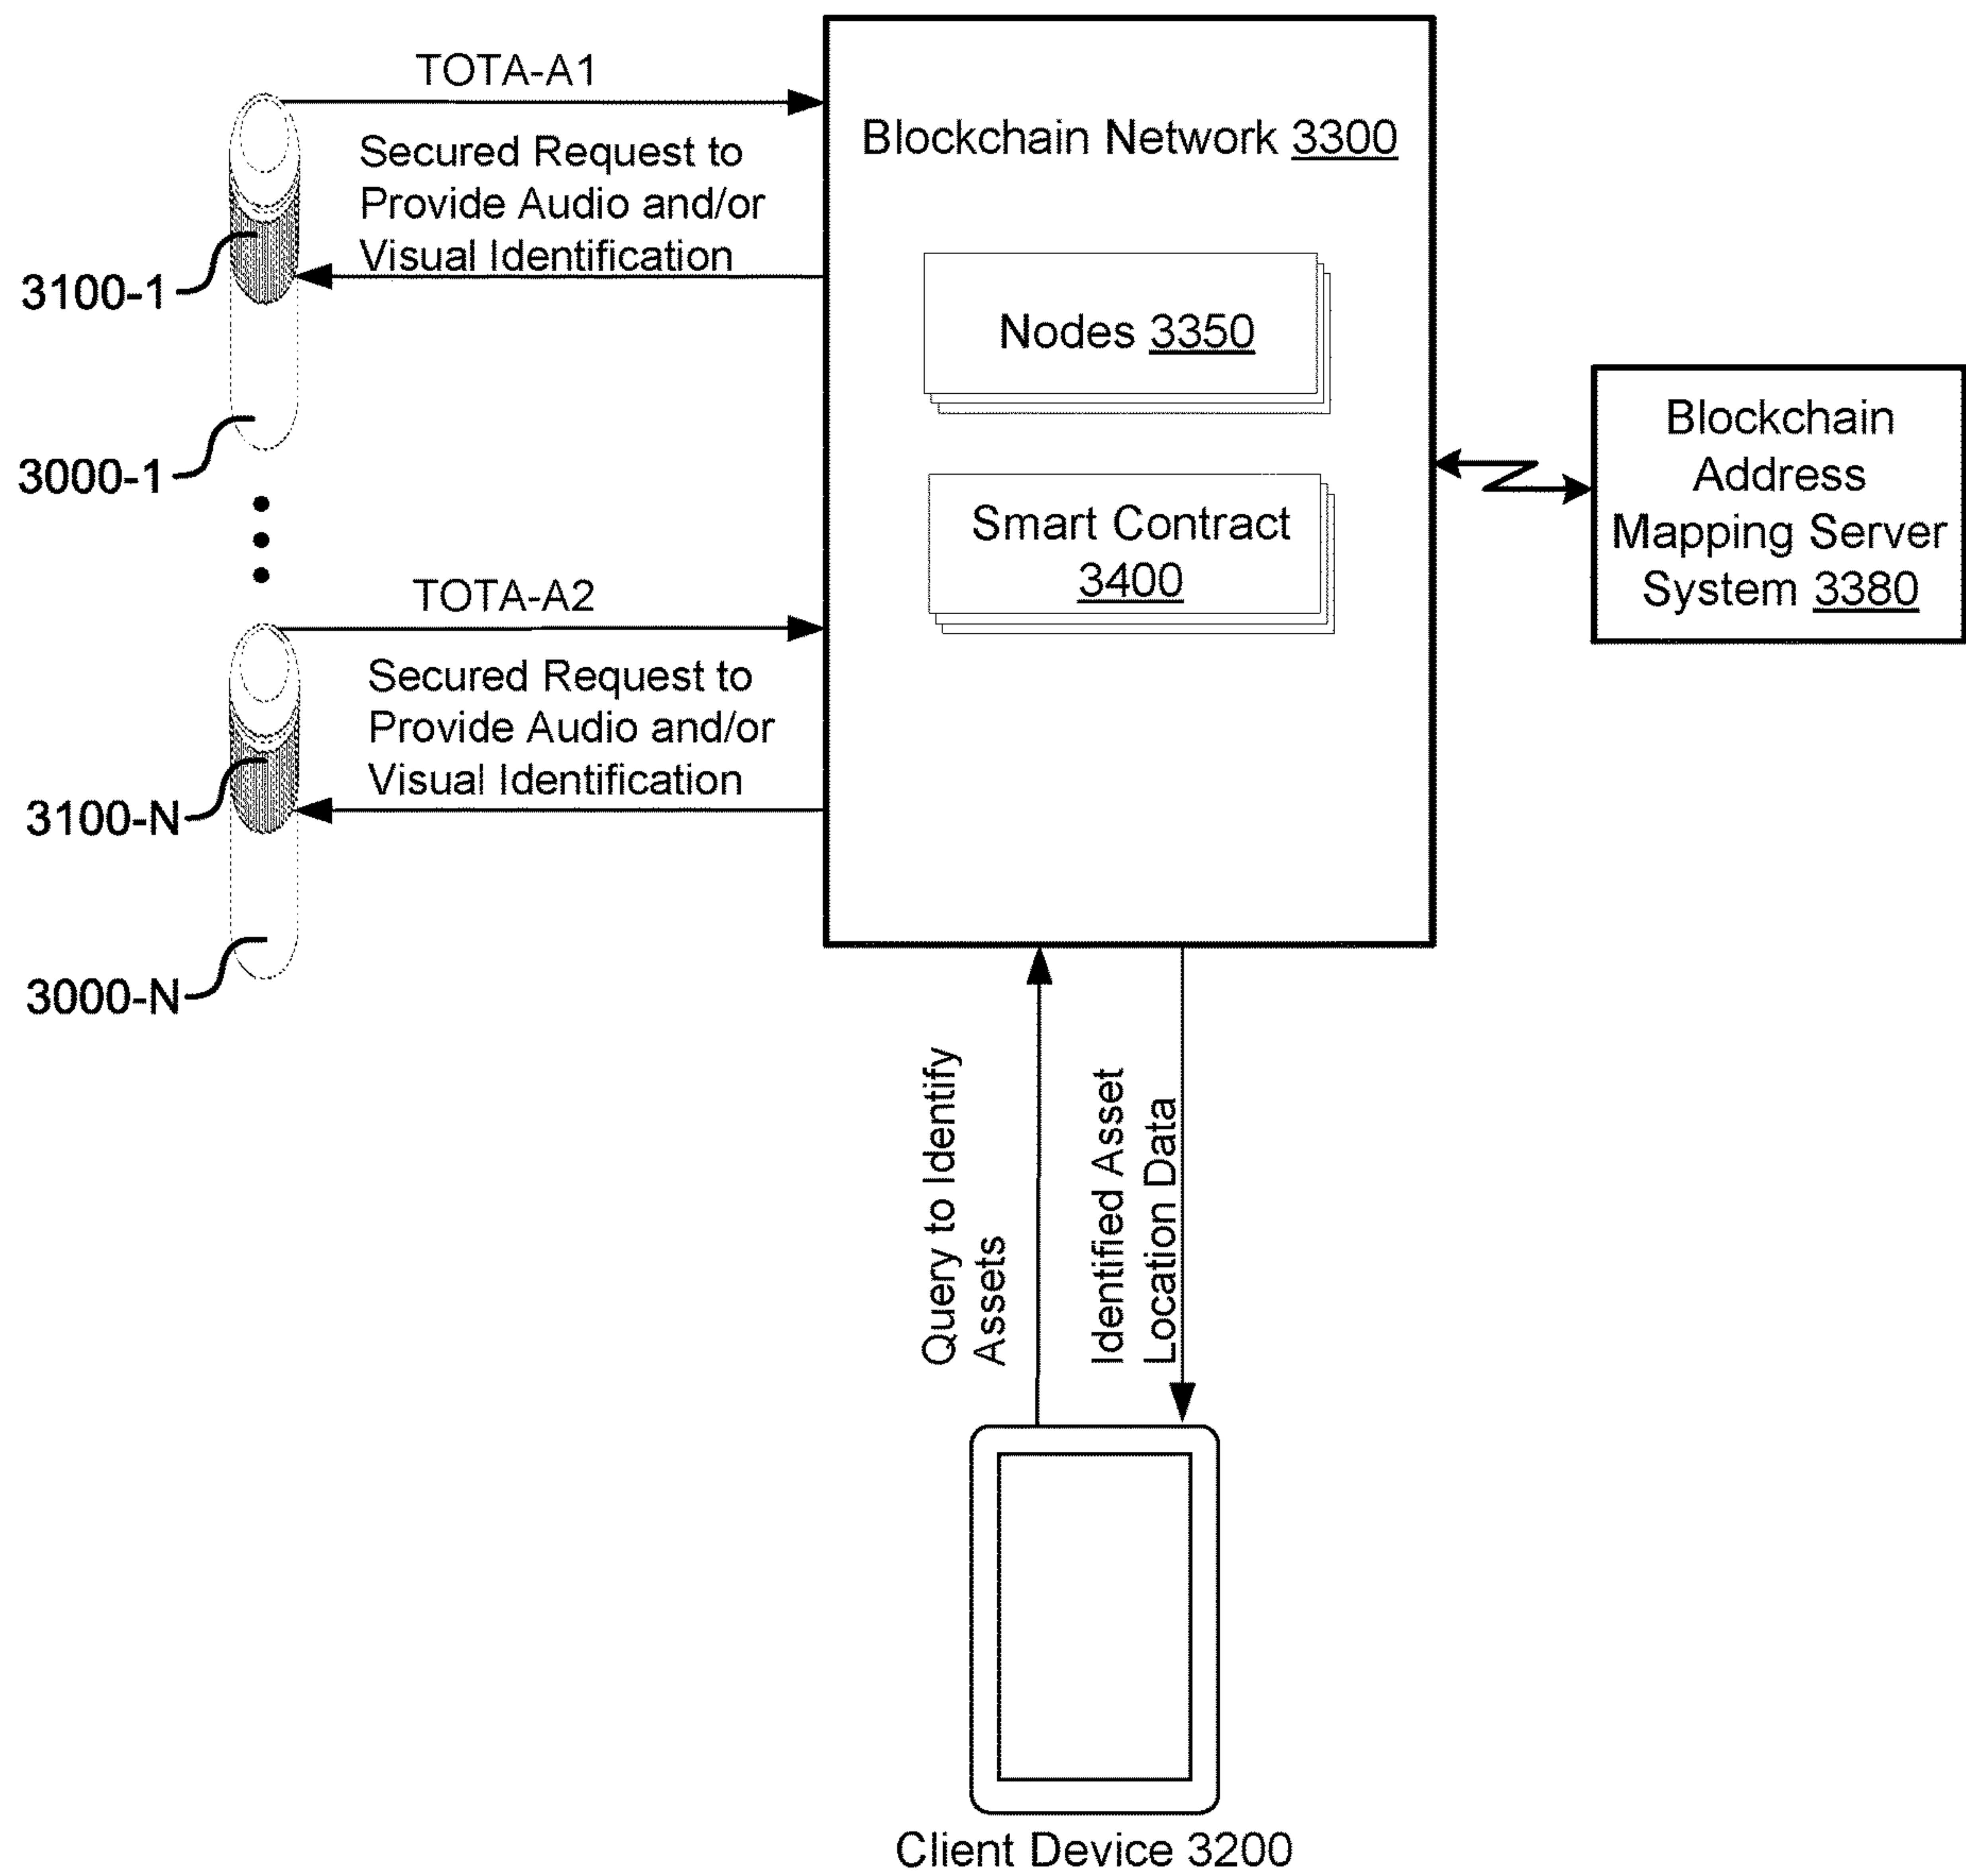 TOTA-A1
Secured Request to
Provide Audio and/or
Visual Identification
3100-1
3000-1
TOTA-A2
Secured Request to
Provide Audio and/or
Visual Identification
3100-N
3000-N
Blockchain Network 3300
Nodes 3350
Smart Contract
3400
Blockchain
Address
Mapping Server
System 3380
Query to Identify
Assets
Identified Asset
Location Data
Client Device 3200